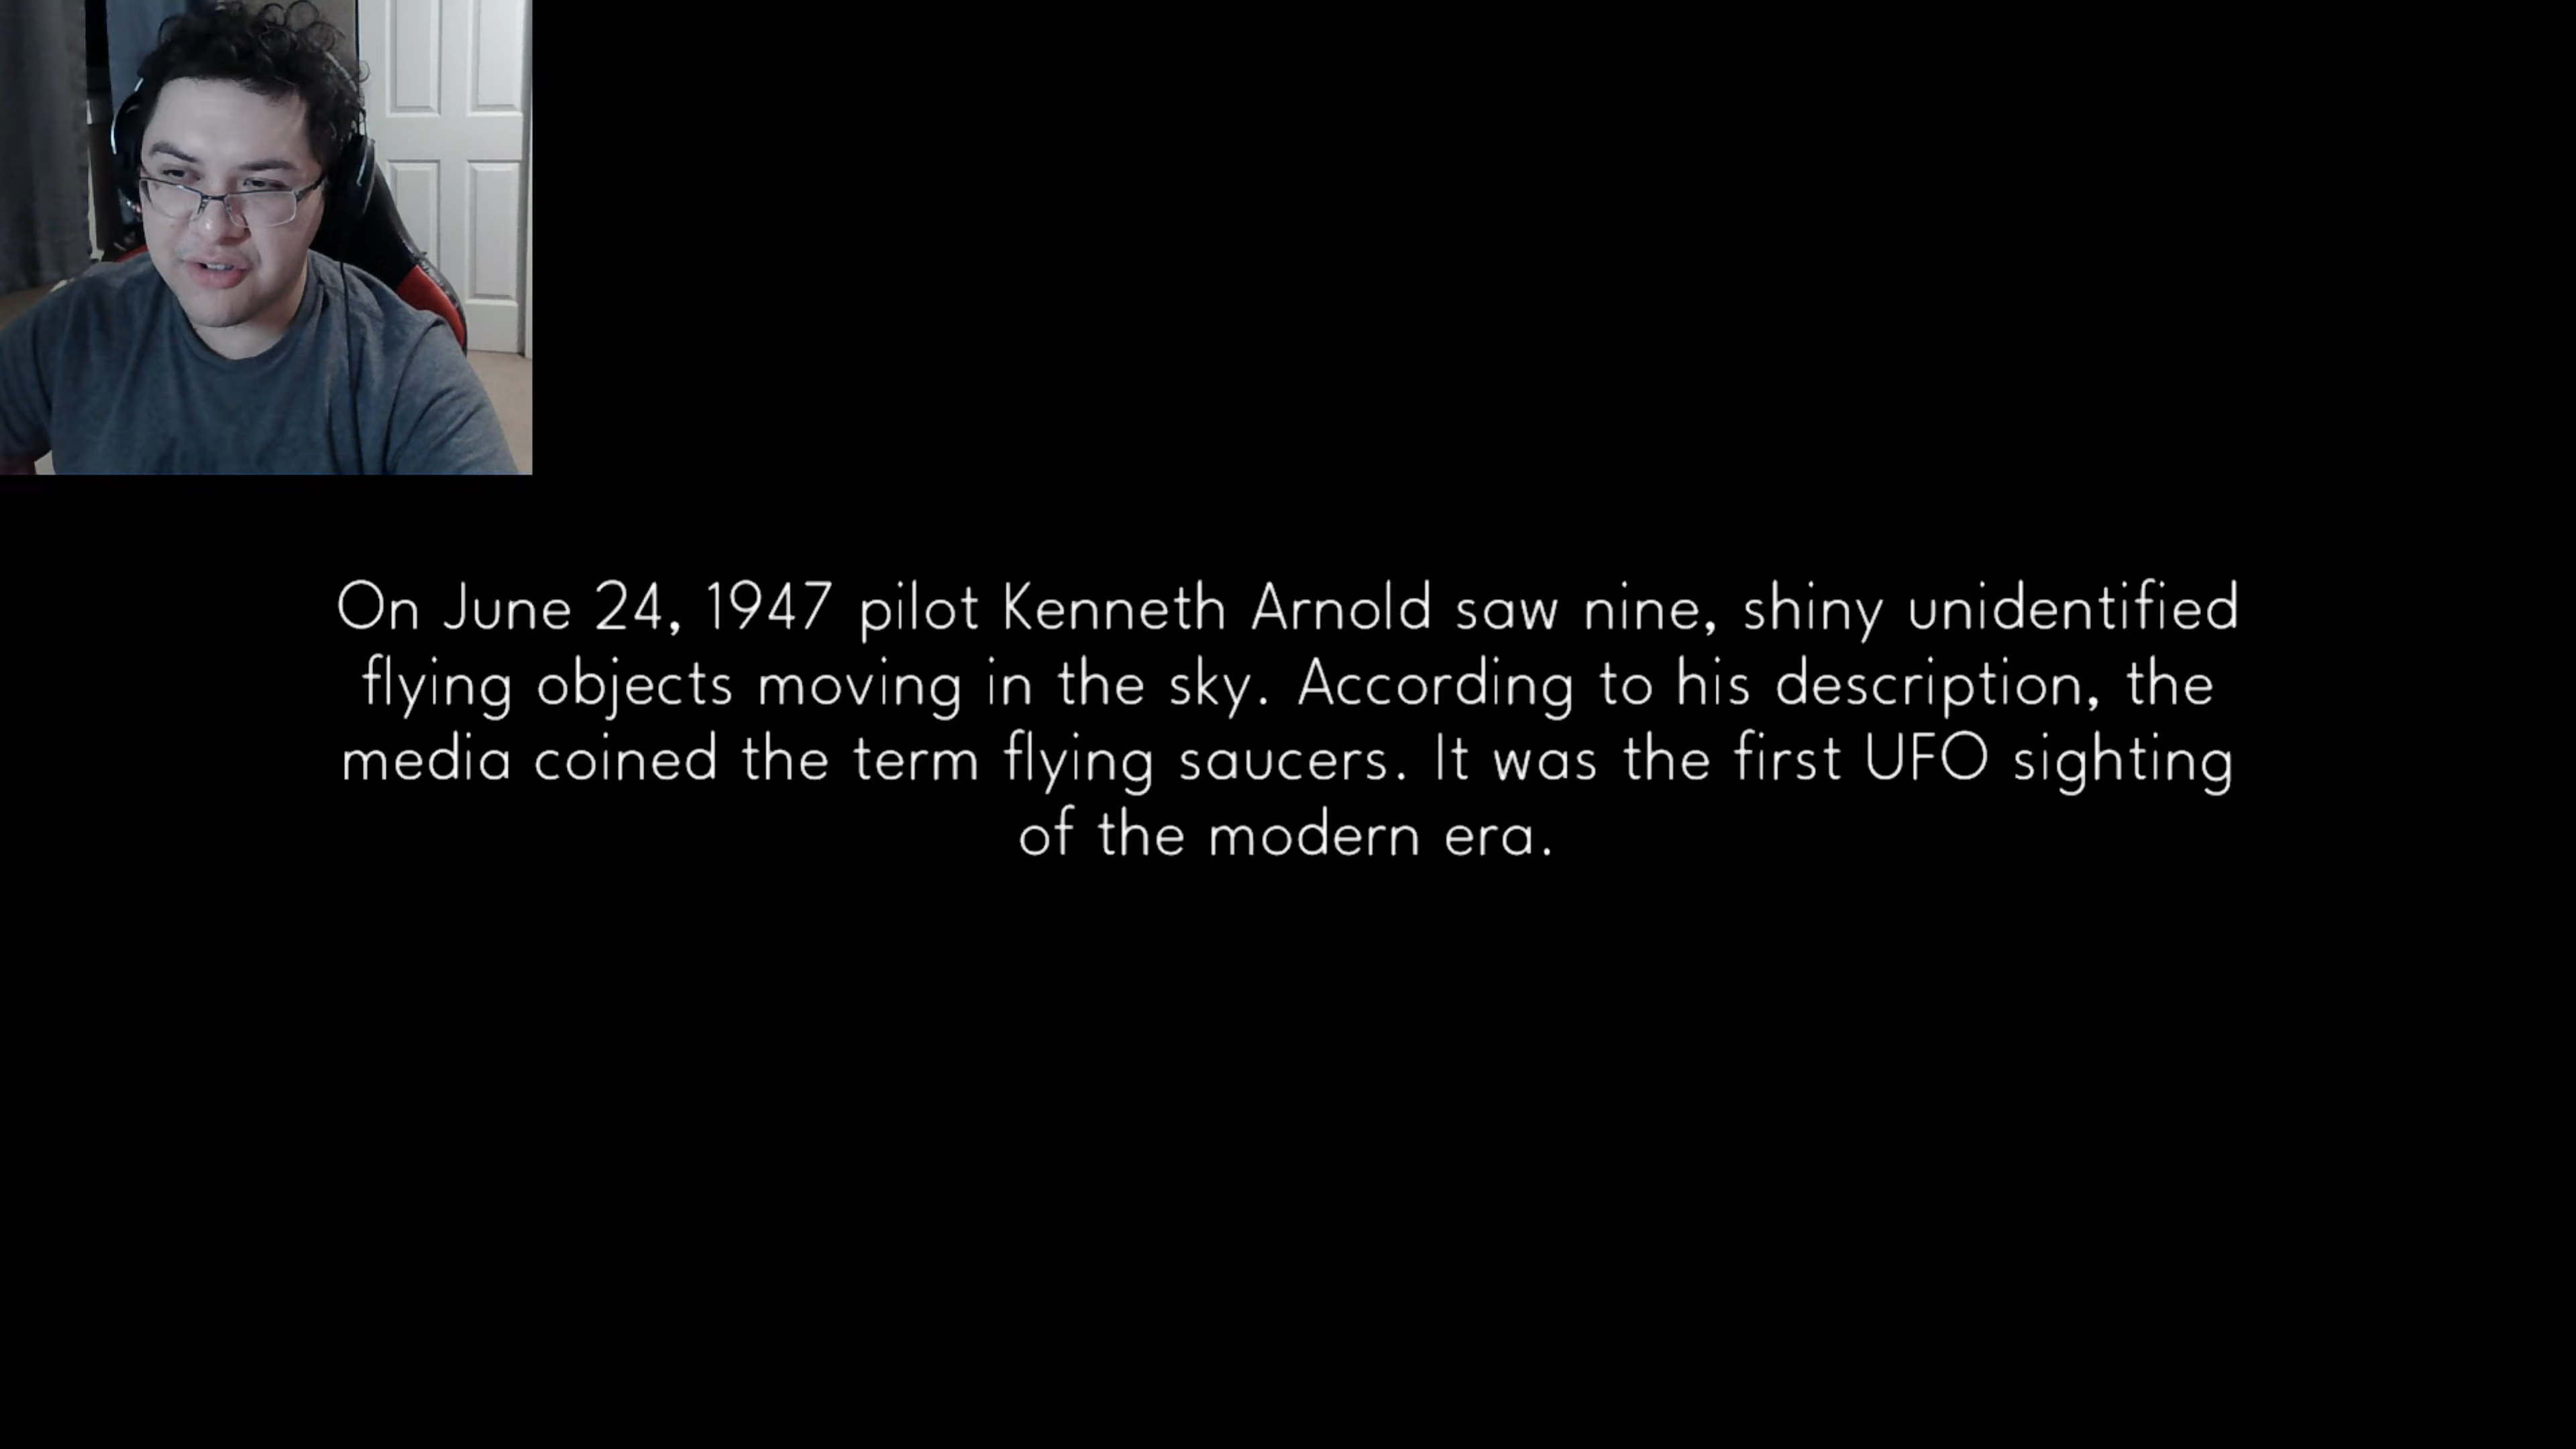 On June 24, 1947 pilot Kenneth Arnold saw nine, shiny unidentified
flying objects moving in the sky. According to his description, the
media coined the term flying saucers. It was the first UFO sighting
of the modern era.